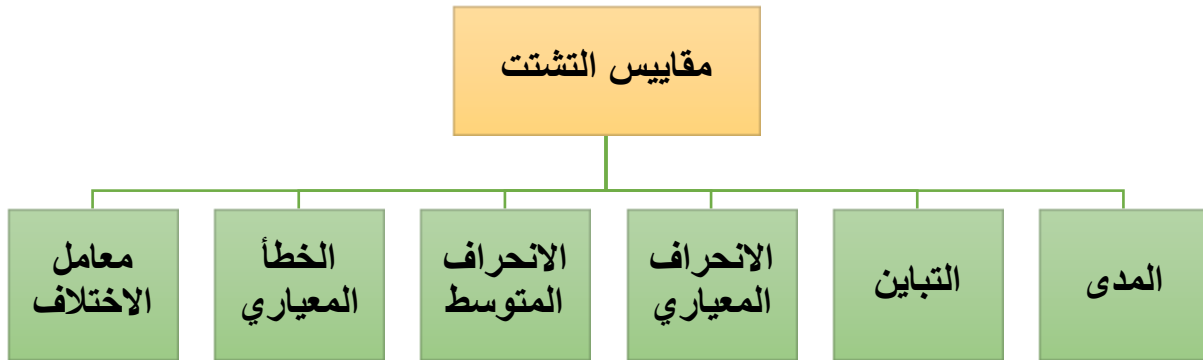 مقاييس التشتت
المدى
التباين
الانحراف
المعياري
الانحراف
المتوسط
الخطأ
المعياري
معامل
الاختلاف